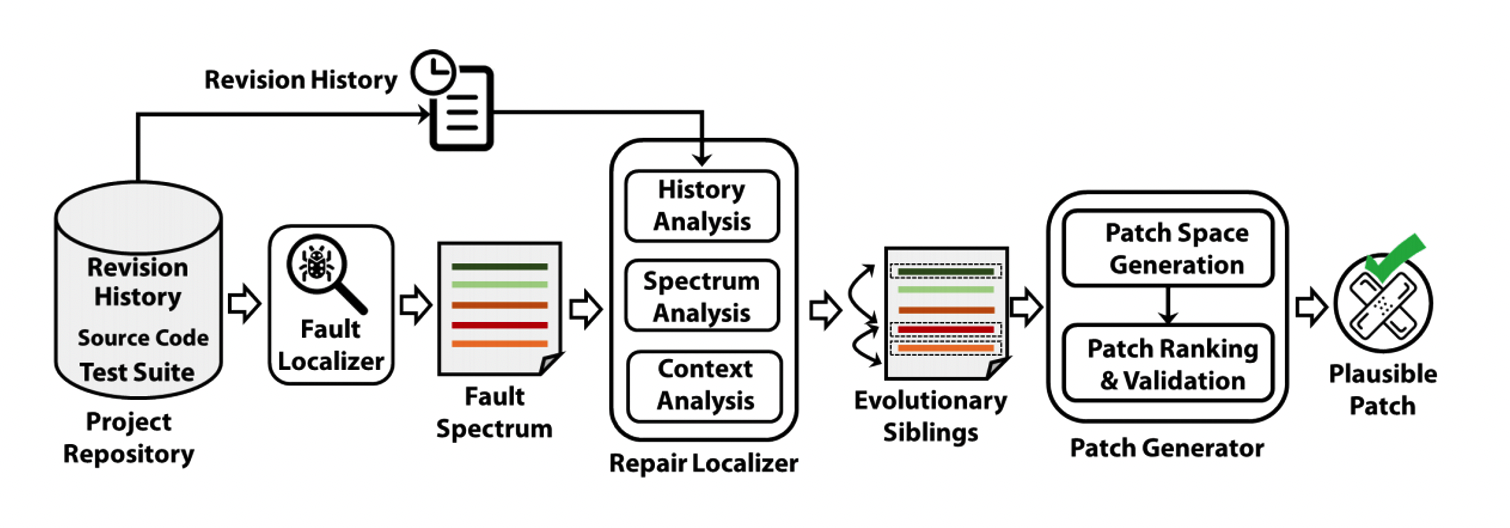 Revision History
Revision
History
Source Code
Test Suite
Project
Repository
Fault
Localizer
Fault
Spectrum
History
Analysis
Spectrum
Analysis
Context
Analysis
Repair Localizer
Evolutionary
Siblings
Patch Space
Generation
Patch Ranking
& Validation
Patch Generator
Plausible
Patch